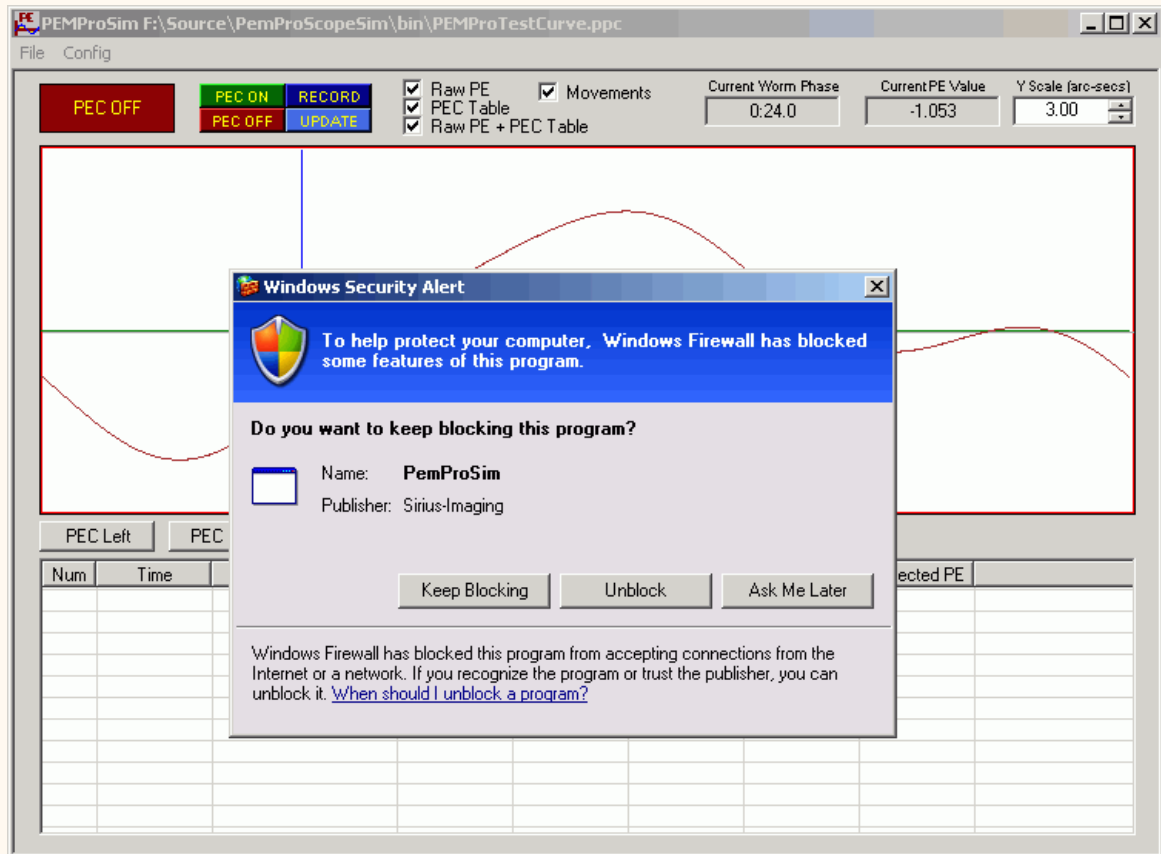 PEMProSim F:\Source\PemProScopeSim\bin\PEMProTestCurve.ppc
File Config
PEC OFF
PEC ON RECORD
PEC OFF UPDATE
Raw PE
PEC Table
Raw PE + PEC Table
Movements
Current Worm Phase
0:24.0
Current PE Value
-1.053
Y Scale (arc-secs)
3.00
Windows Security Alert
To help protect your computer, Windows Firewall has blocked
some features of this program.
Do you want to keep blocking this program?
Name: PemProSim
Publisher: Sirius-Imaging
Keep Blocking Unblock Ask Me Later
Windows Firewall has blocked this program from accepting connections from the
Internet or a network. If you recognize the program or trust the publisher, you can
unblock it. When should I unblock a program?
PEC Left PEC
Num Time ected PE